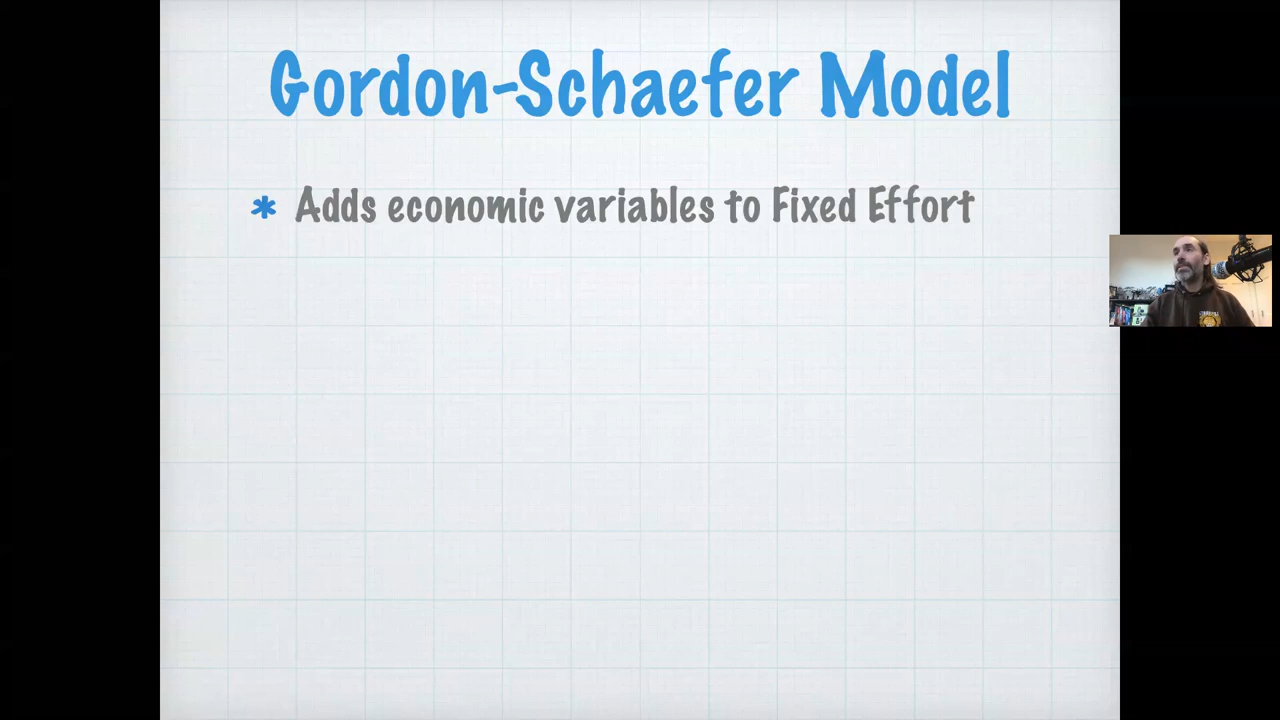 Gordon-Schaefer Model
* Adds economic variables to Fixed Effort